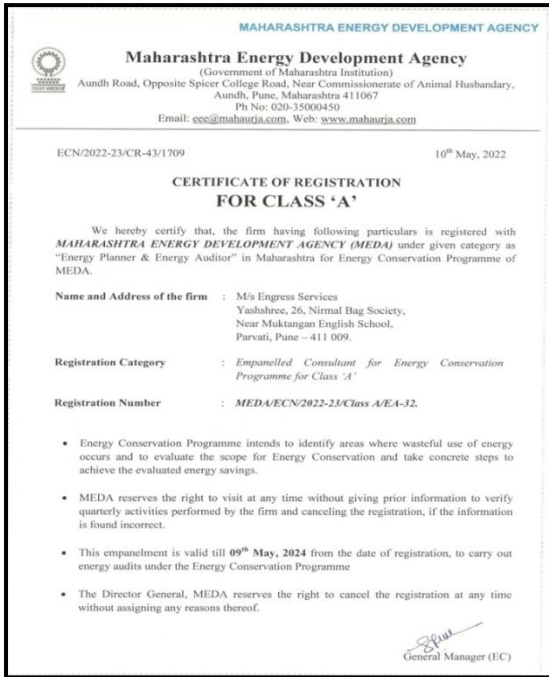 MAHARASHTRA ENERGY DEVELOPMENT AGENCY
Maharashtra Energy Development Agency
(Government of Maharashtra Institution)
Aundh Road, Opposite Spicer College Road, Near Commissionerate of Animal Husbandary,
Aundh, Pune, Maharashtra 411067
Ph No: 020-35000450
Email: eee@mahaurja.com, Web: www.mahaurja.com
ECN/2022-23/CR-43/1709 10th May, 2022
CERTIFICATE OF REGISTRATION
FOR CLASS ‘A’
We hereby certify that, the firm having following particulars is registered with
MAHARASHTRA ENERGY DEVELOPMENT AGENCY (MEDA) under given category as
“Energy Planner & Energy Auditor” in Maharashtra for Energy Conservation Programme of
MEDA.
Name and Address of the firm : M/s Engress Services
Yashshree, 26, Nirmal Bag Society,
Near Muktangan English School,
Parvati, Pune – 411 009.
Registration Category : Empanelled Consultant for Energy Conservation
Programme for Class ‘A’
Registration Number : MEDA/ECN/2022-23/Class A/EA-32.
• Energy Conservation Programme intends to identify areas where wasteful use of energy
occurs and to evaluate the scope for Energy Conservation and take concrete steps to
achieve the evaluated energy savings.
• MEDA reserves the right to visit at any time without giving prior information to verify
quarterly activities performed by the firm and canceling the registration, if the information
is found incorrect.
• This empanelment is valid till 09th May, 2024 from the date of registration, to carry out
energy audits under the Energy Conservation Programme
• The Director General, MEDA reserves the right to cancel the registration at any time
without assigning any reasons thereof.
General Manager (EC)